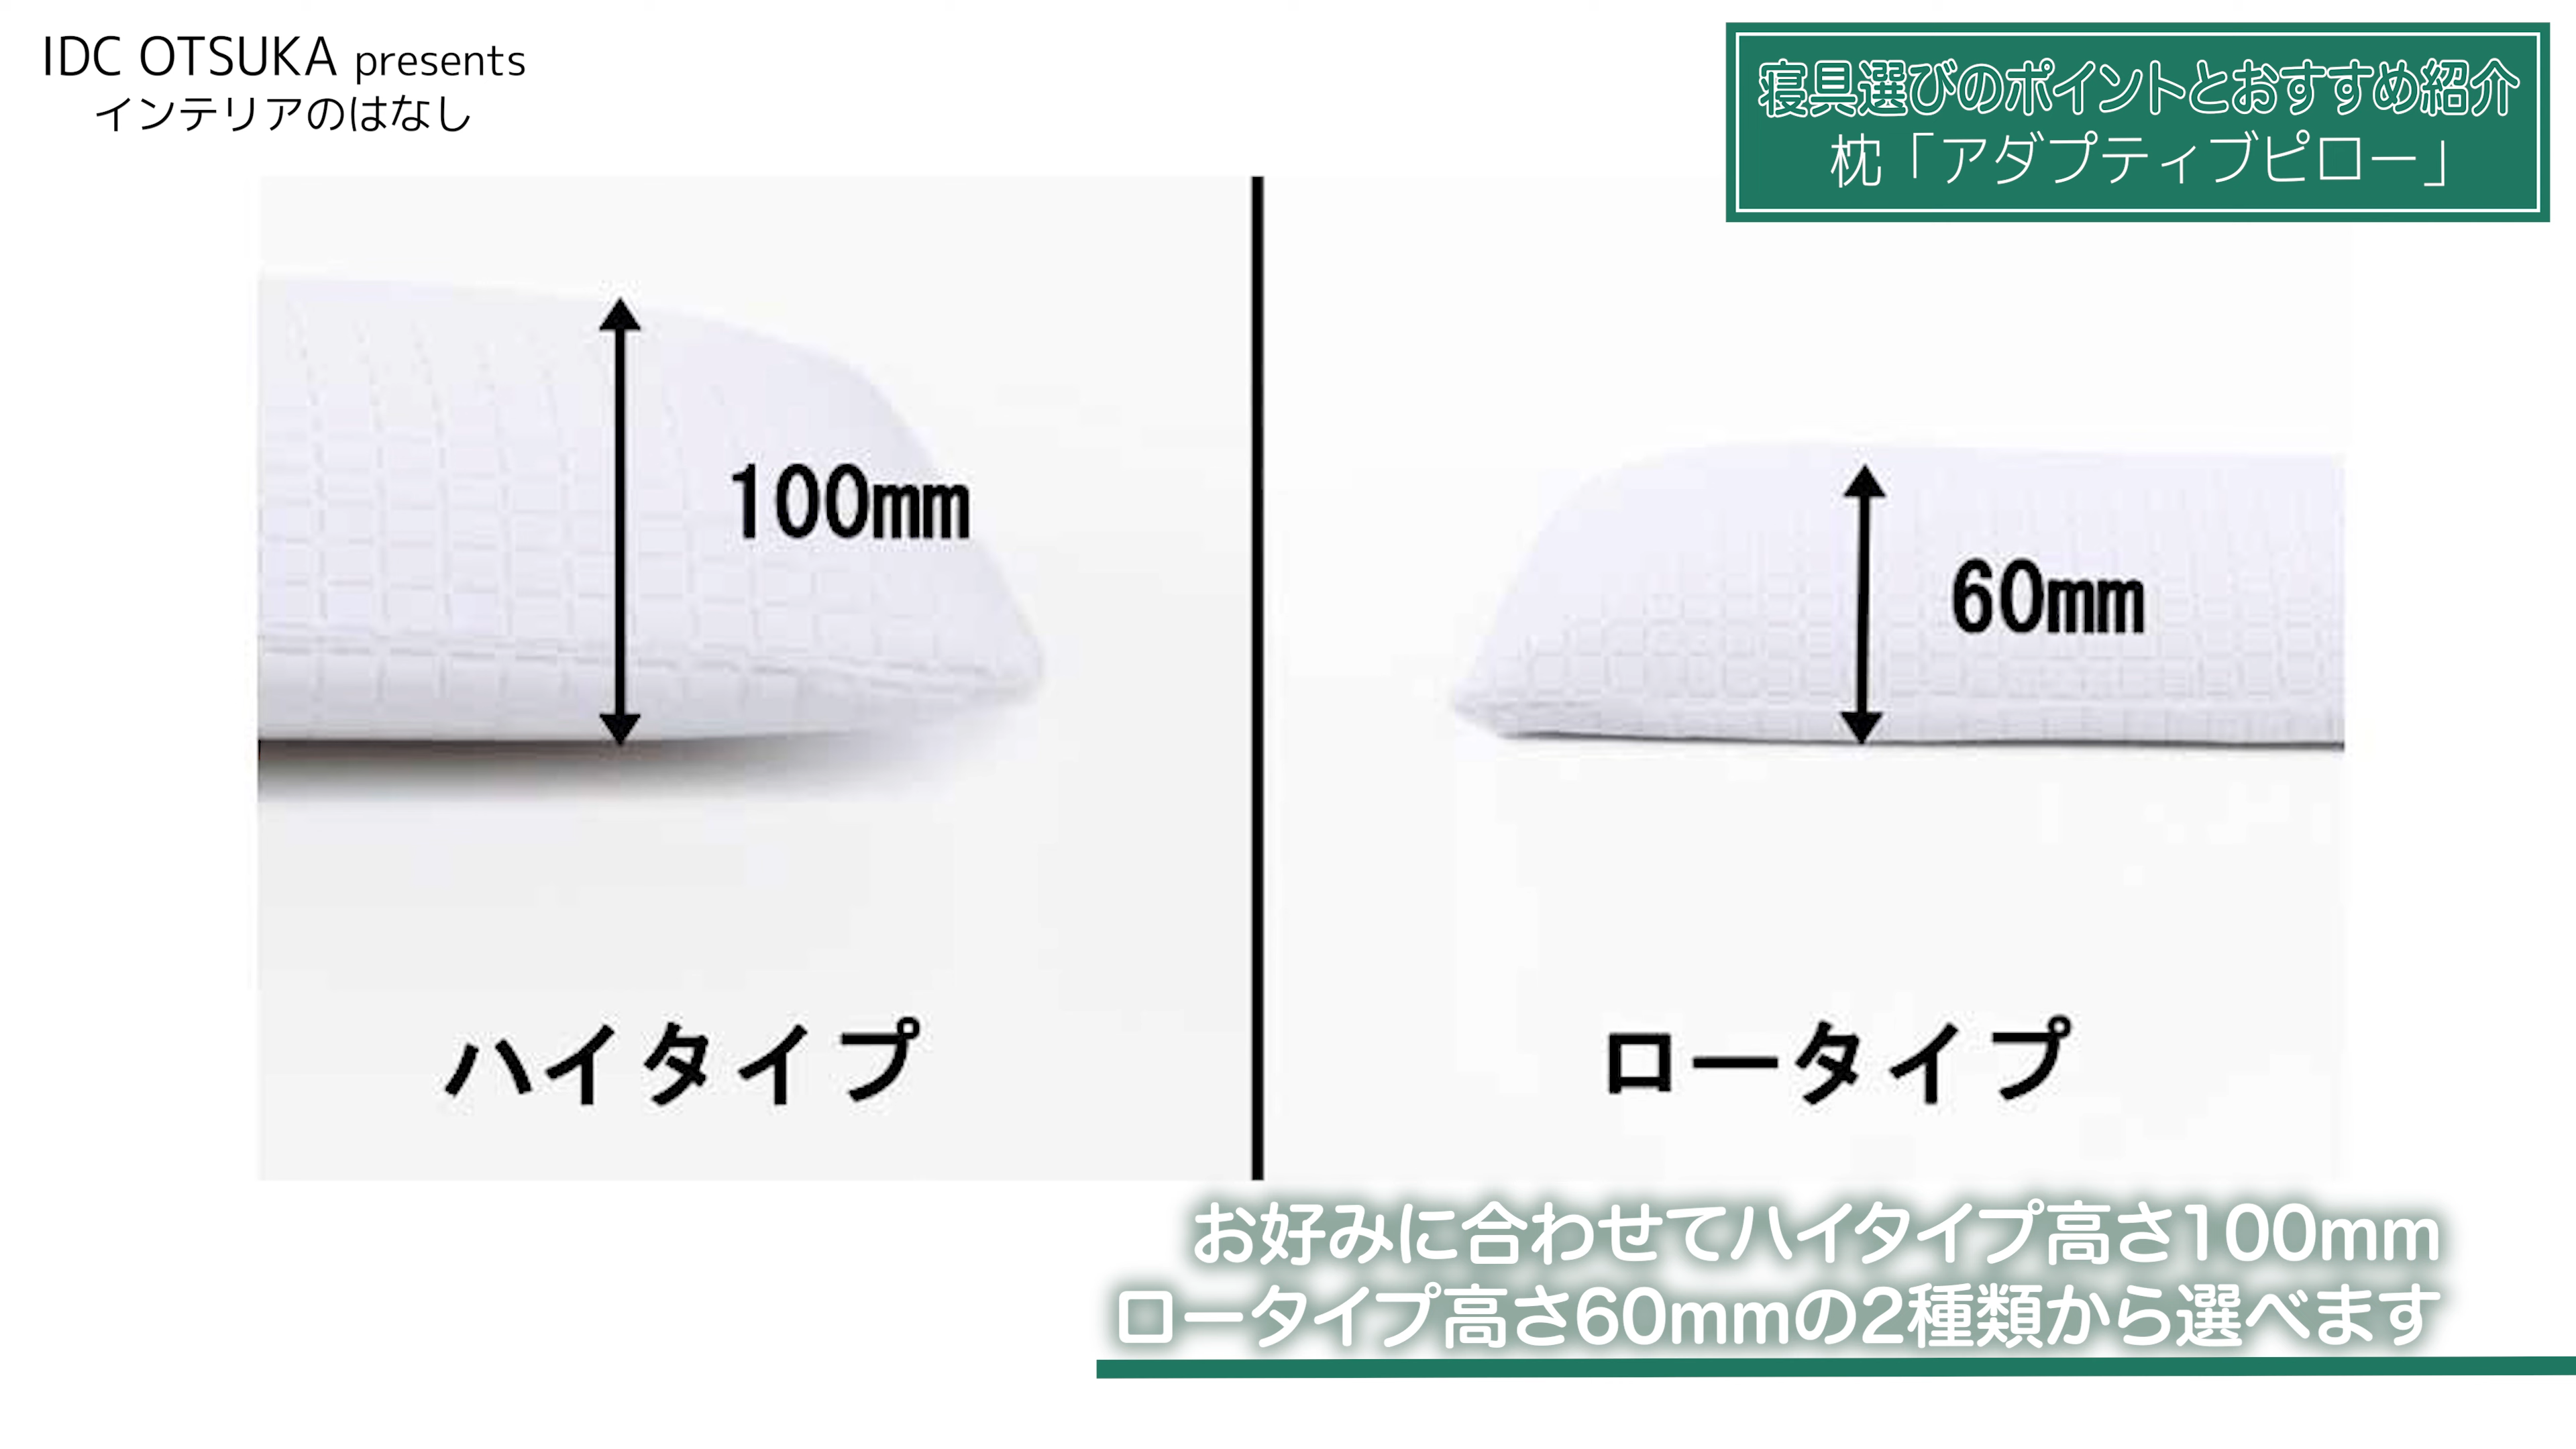 IDC OTSUKA presents
インテリアのはなし
寝具選びのポイントとおすすめ紹介
枕「アダプティブピロー」
100mm
60mm
ハイタイプ
ロータイプ
お好みに合わせてハイタイプ高さ100mm
ロータイプ高さ60mmの2種類から選べます